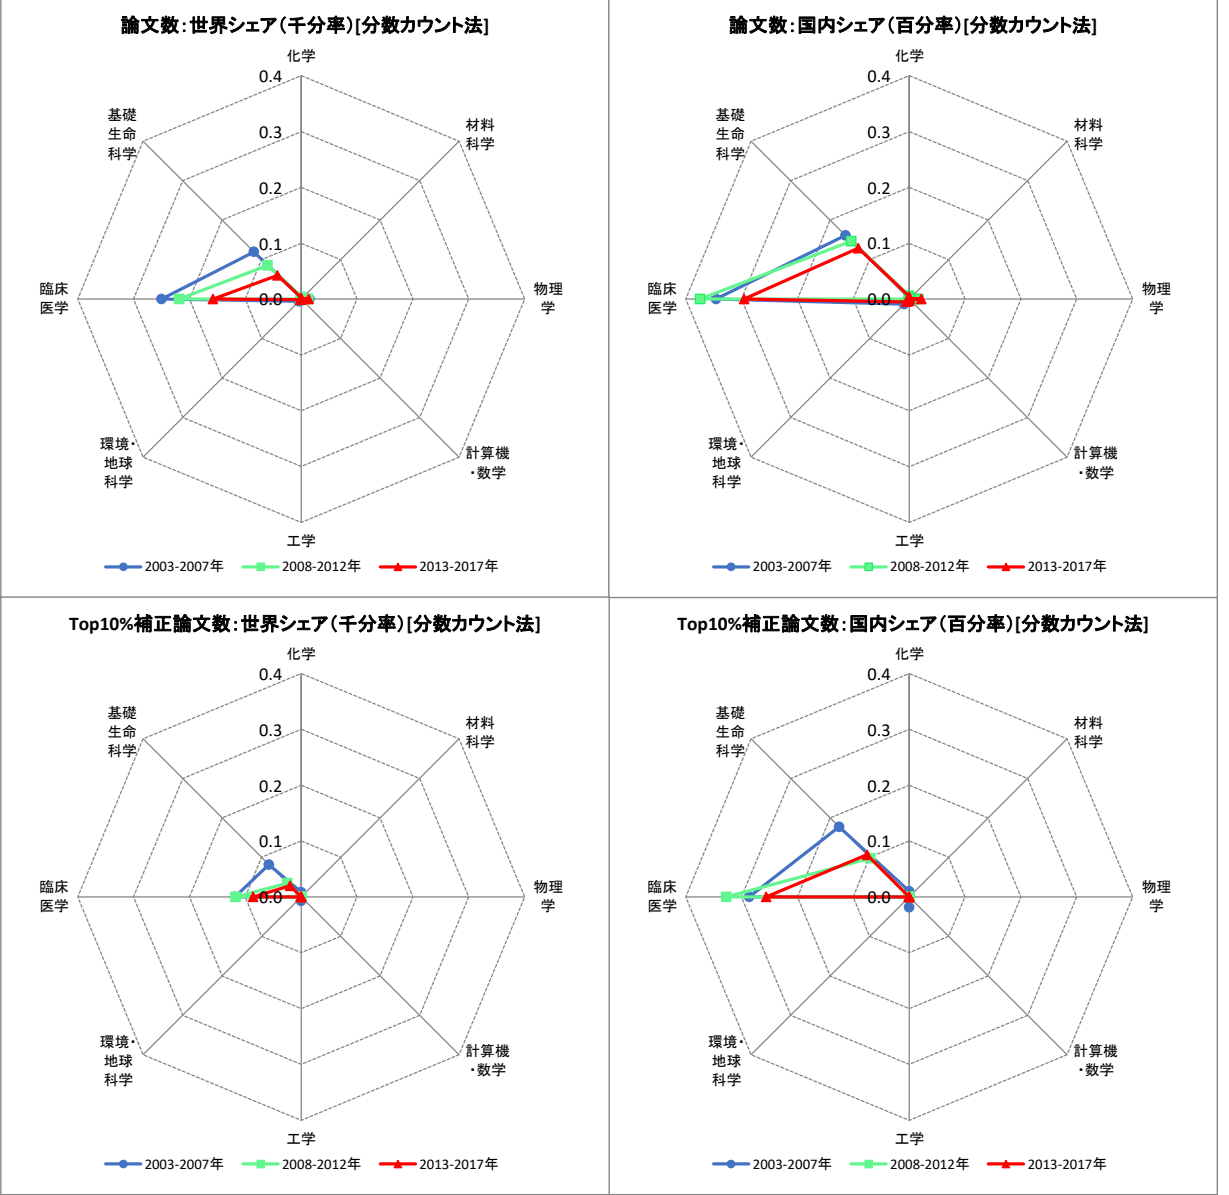 論文数:世界シェア(千分率)[分数カウント法]
化学
0.4
0.3
0.2
0.1
0.0
材料
科学
物理
学
計算機
・数学
工学
環境・
地球
科学
臨床
医学
基礎
生命
科学
2003-2007年 2008-2012年 2013-2017年
論文数:国内シェア(百分率)[分数カウント法]
化学
0.4
0.3
0.2
0.1
0.0
材料
科学
物理
学
計算機
・数学
工学
環境・
地球
科学
臨床
医学
基礎
生命
科学
2003-2007年 2008-2012年 2013-2017年
Top10%補正論文数:世界シェア(千分率)[分数カウント法]
化学
0.4
0.3
0.2
0.1
0.0
材料
科学
物理
学
計算機
・数学
工学
環境・
地球
科学
臨床
医学
基礎
生命
科学
2003-2007年 2008-2012年 2013-2017年
Top10%補正論文数:国内シェア(百分率)[分数カウント法]
化学
0.4
0.3
0.2
0.1
0.0
材料
科学
物理
学
計算機
・数学
工学
環境・
地球
科学
臨床
医学
基礎
生命
科学
2003-2007年 2008-2012年 2013-2017年